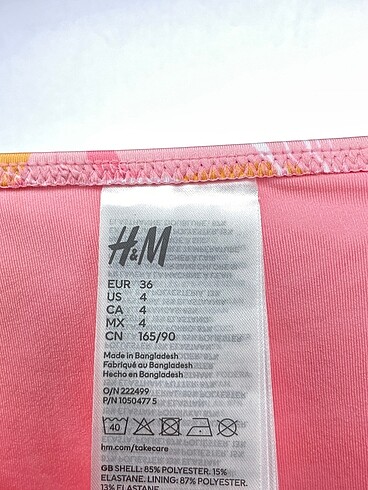 H&M
EUR 36
US 4
CA 4
MX 4
CN 165/90
Made in Bangladesh
Fabriqué au Bangladesh
Hecho en Bangladesh
O/N 222499
P/N 1050477 5
40
hm.com/takecare
GB SHELL: 85% POLYESTER. 15%
ELASTANE. LINING: 87% POLYESTER.
13% ELASTANE.